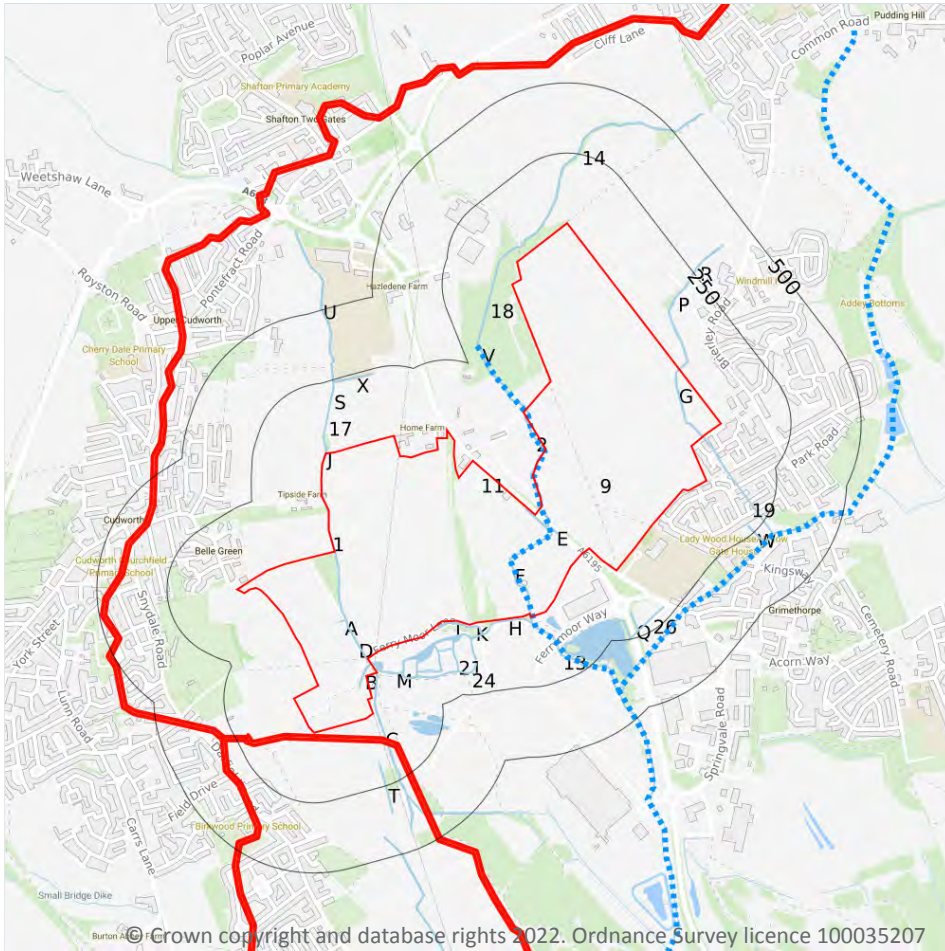 Pudding Hill
Common Road
Poplar Avenue
Cliff Lane
Shafton Primary Academy
Shafton Two Gates
14
Weetshaw Lane
Royston Road
Pontefract Road
Hazledene Farm
8
250
500
Windmill
P
Brierley Road
Addey Bottoms
18
U
Upper Cudworth
Cherry Dale Primary School
V
X
S
G
17
Home Farm
2
Park Road
J
11
9
Tipside Farm
19
Cudworth
1
E
Lady Wood House
Gate House
W
Belle Green
Cudworth Churchfield Primary School
A6195
Kingsway
F
Snydale Road
York Street
Ferrymoor Way
Grimethorpe
A
I
K
H
Q
26
Cemetery Road
D
21
13
Acorn Way
B
M
24
Lunn Road
C
Springvale Road
T
Field Drive
Carrs Lane
Birkwood Primary School
Small Bridge Dike
© Crown copyright and database rights 2022. Ordnance Survey licence 100035207